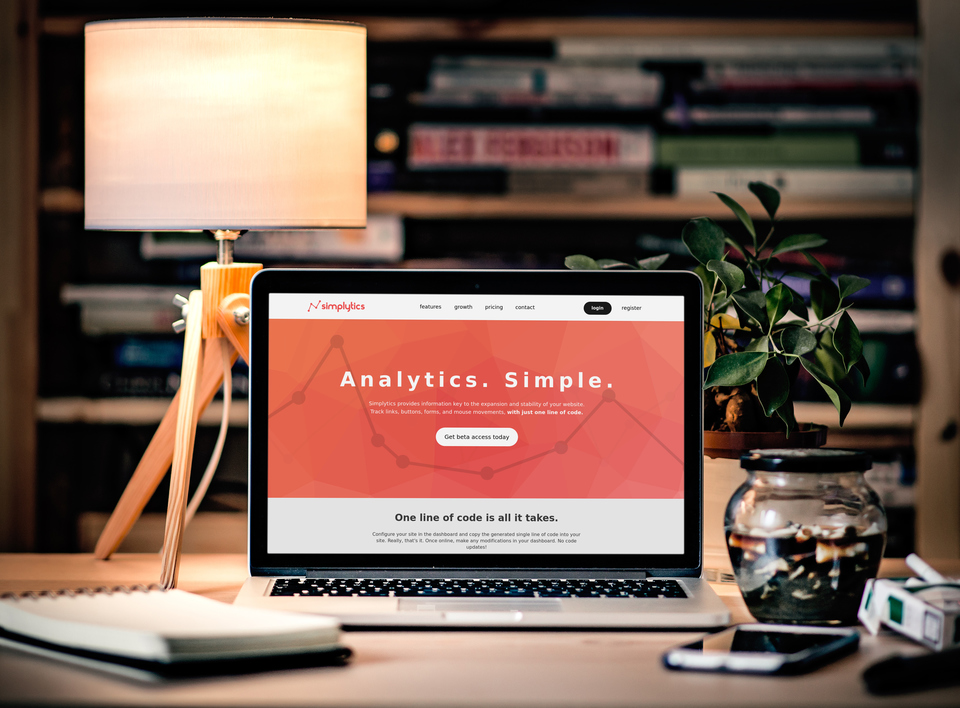 ALEX FERGUSON
simplytics
features growth pricing contact login register
Analytics. Simple.
Simplytics provides information key to the expansion and stability of your website.
Track links, buttons, forms, and mouse movements, with just one line of code.
Get beta access today
One line of code is all it takes.
Configure your site in the dashboard and copy the generated single line of code into your
site. Really, that's it. Once online, make any modifications in your dashboard. No code
updates!